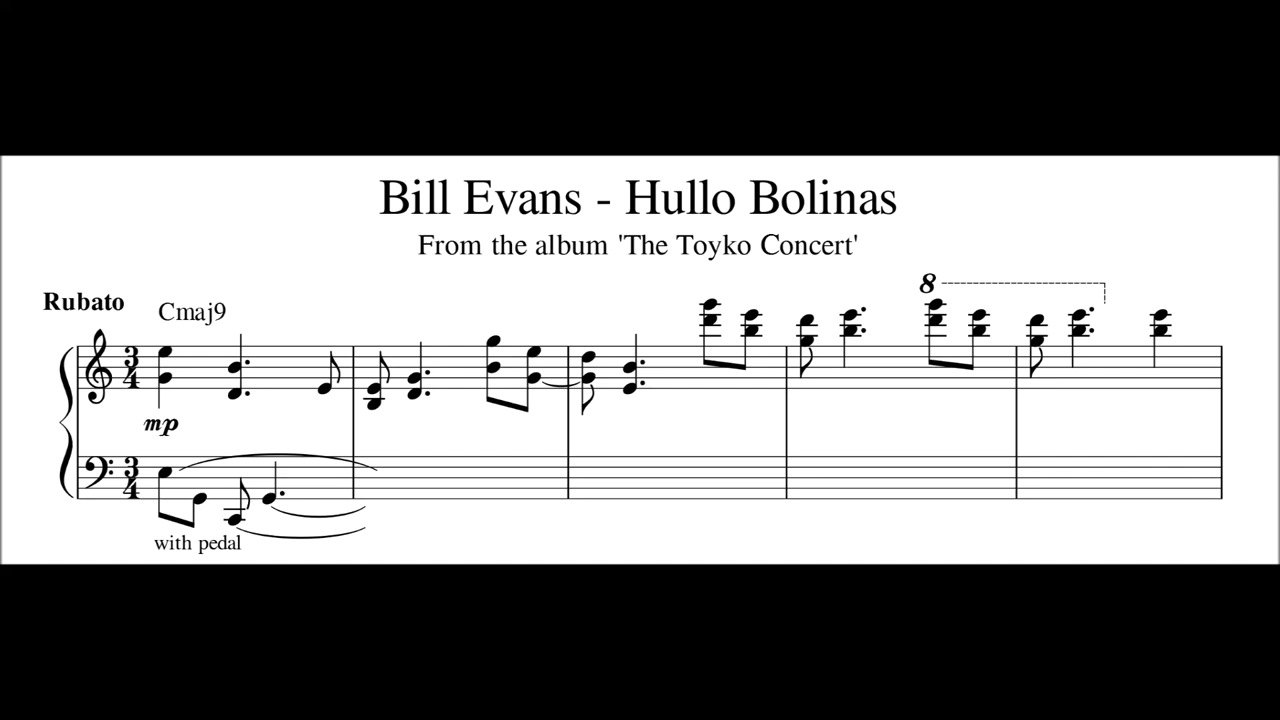 Bill Evans - Hullo Bolinas
From the album 'The Toyko Concert'
Rubato
Cmaj9
8
3
4
mp
3
4
with pedal